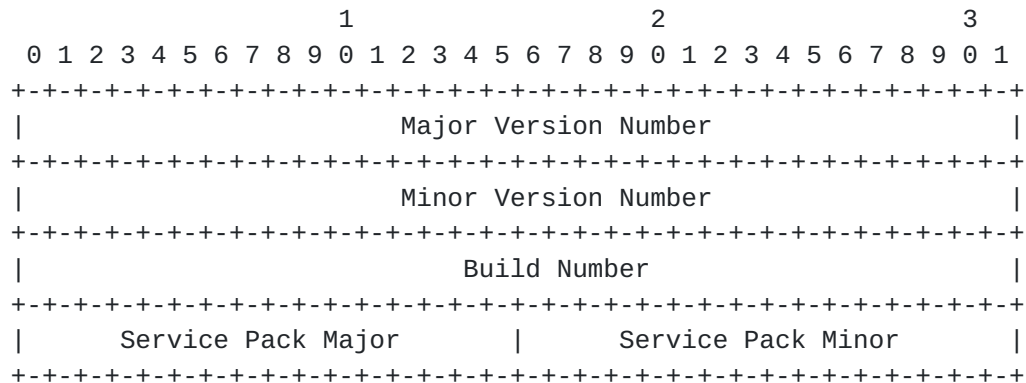 1                   2                   3
 0 1 2 3 4 5 6 7 8 9 0 1 2 3 4 5 6 7 8 9 0 1 2 3 4 5 6 7 8 9 0 1
+-+-+-+-+-+-+-+-+-+-+-+-+-+-+-+-+-+-+-+-+-+-+-+-+-+-+-+-+-+-+-+-+
|                        Major Version Number                   |
+-+-+-+-+-+-+-+-+-+-+-+-+-+-+-+-+-+-+-+-+-+-+-+-+-+-+-+-+-+-+-+-+
|                        Minor Version Number                   |
+-+-+-+-+-+-+-+-+-+-+-+-+-+-+-+-+-+-+-+-+-+-+-+-+-+-+-+-+-+-+-+-+
|                            Build Number                       |
+-+-+-+-+-+-+-+-+-+-+-+-+-+-+-+-+-+-+-+-+-+-+-+-+-+-+-+-+-+-+-+-+
|      Service Pack Major       |      Service Pack Minor       |
+-+-+-+-+-+-+-+-+-+-+-+-+-+-+-+-+-+-+-+-+-+-+-+-+-+-+-+-+-+-+-+-+